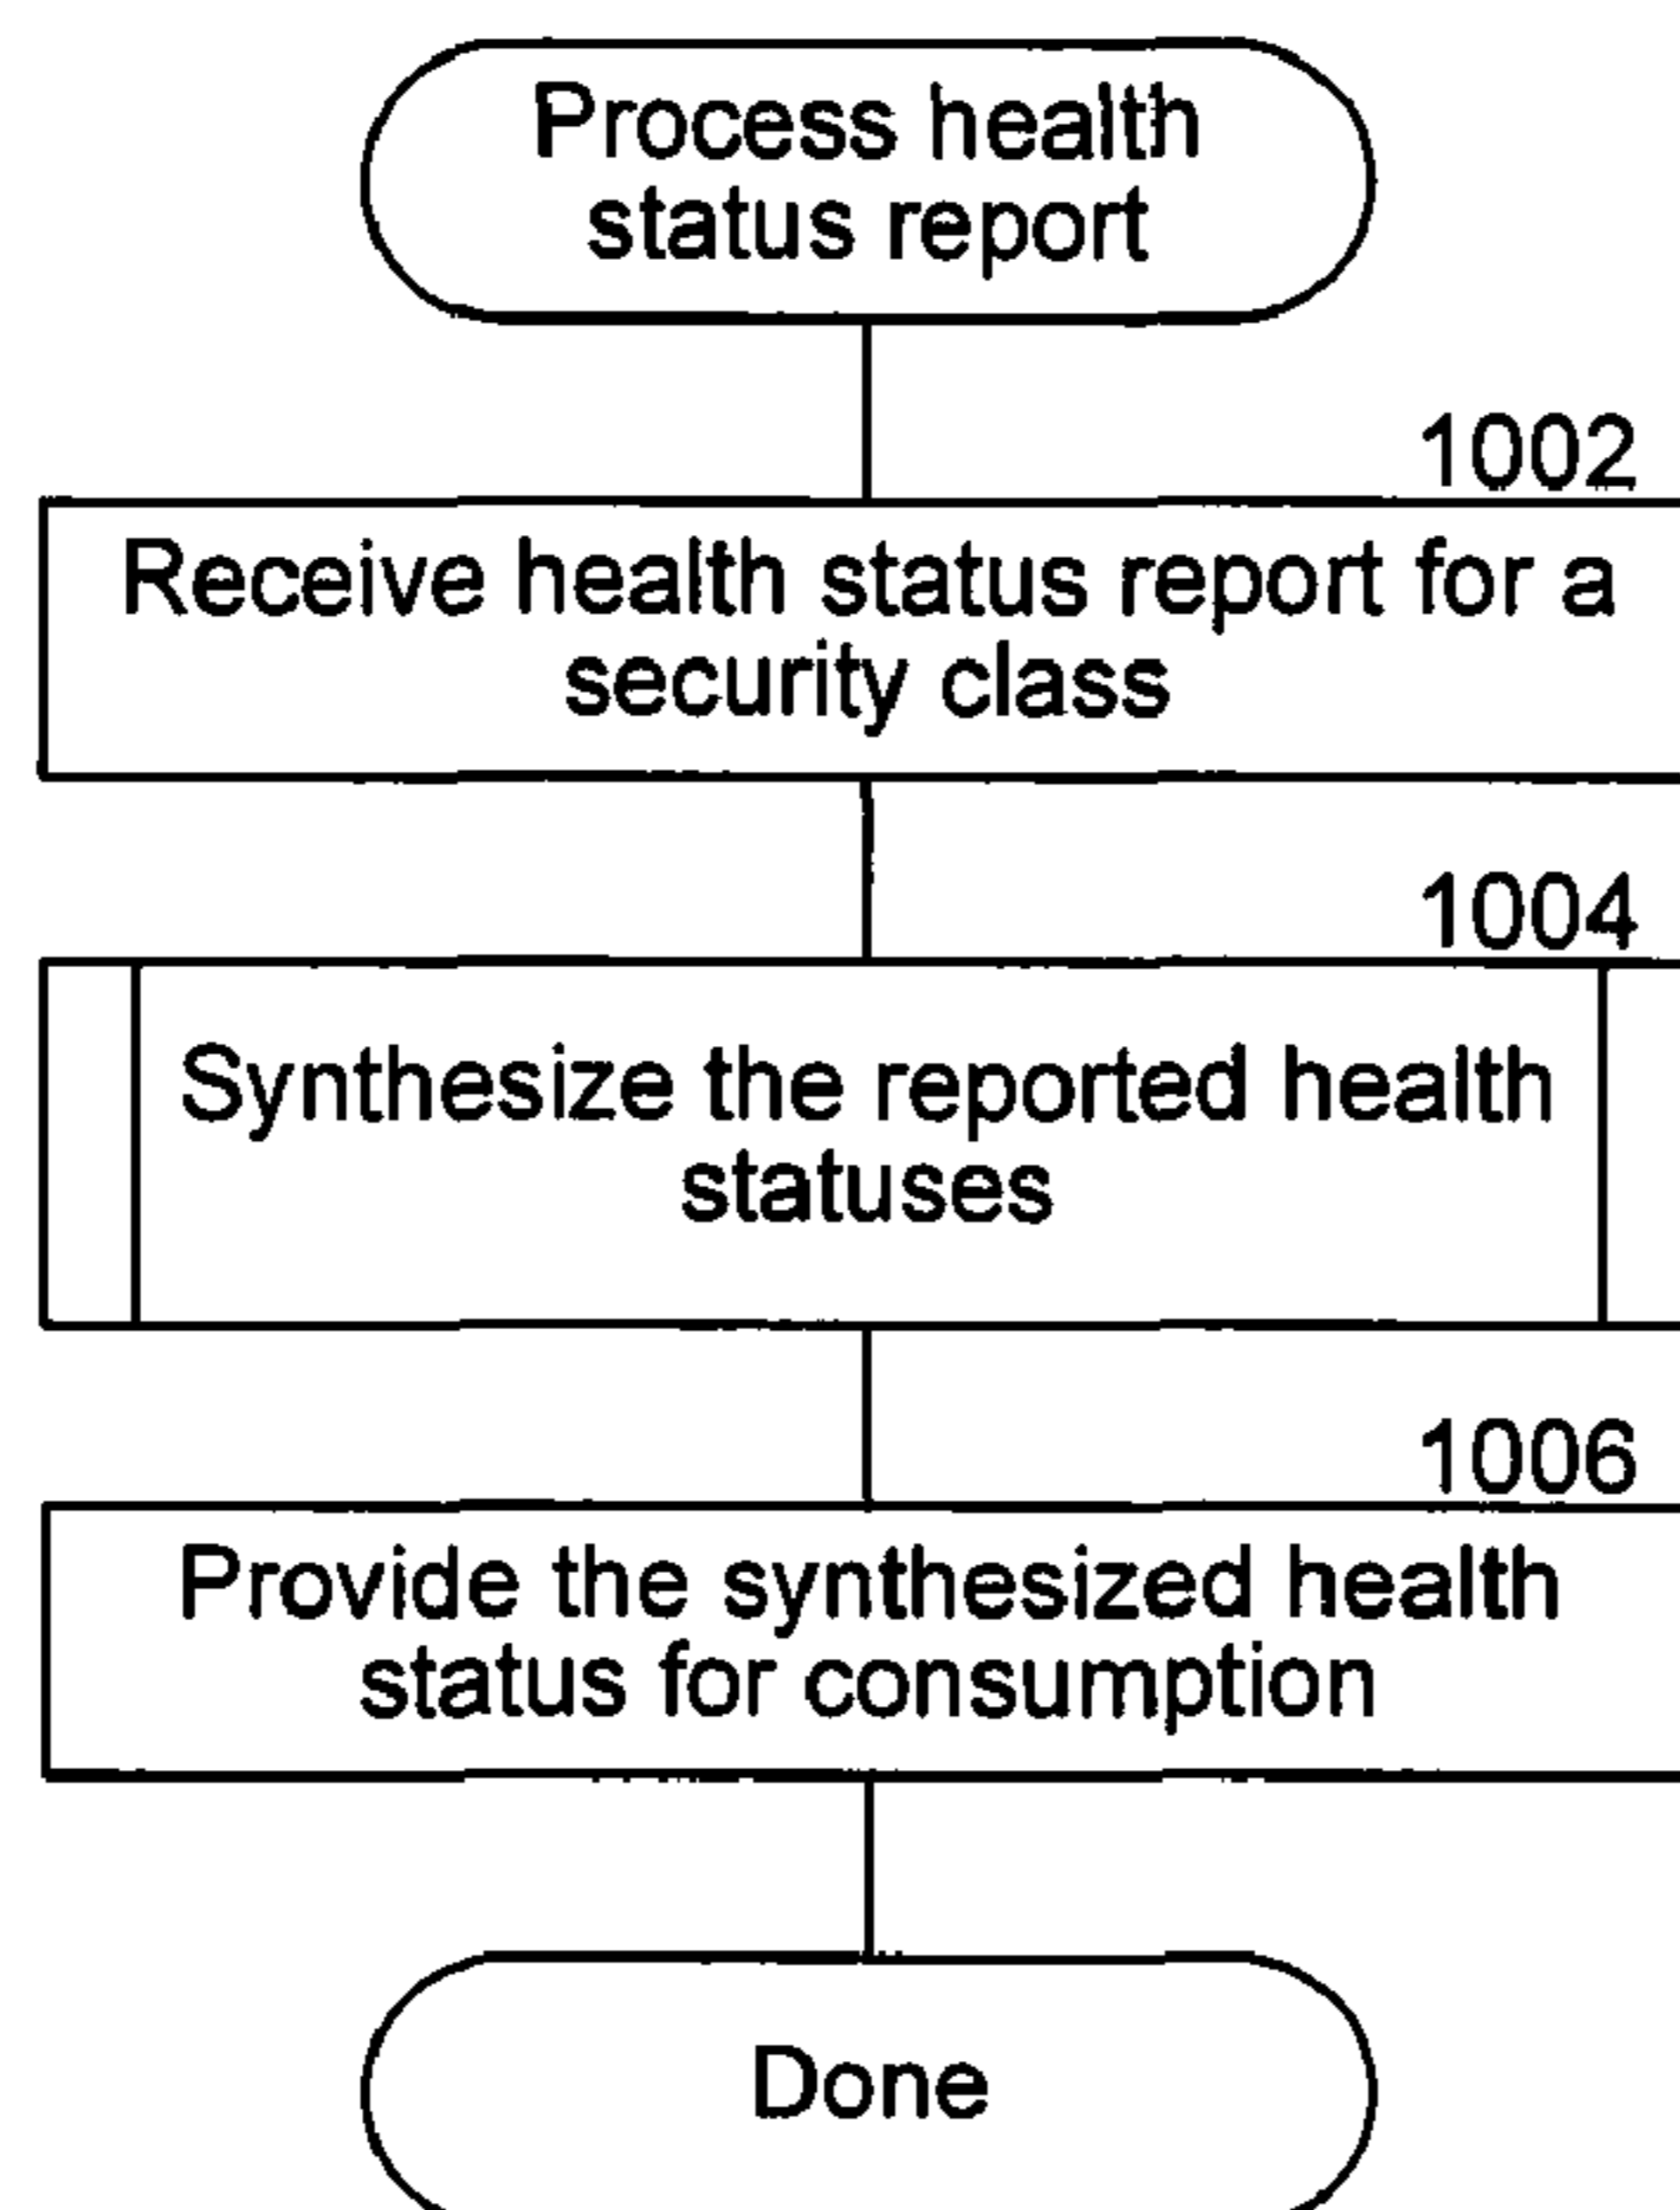 Process health
status report
1002
Receive health status report for a
security class
1004
Synthesize the reported health
statuses
1006
Provide the synthesized health
status for consumption
Done